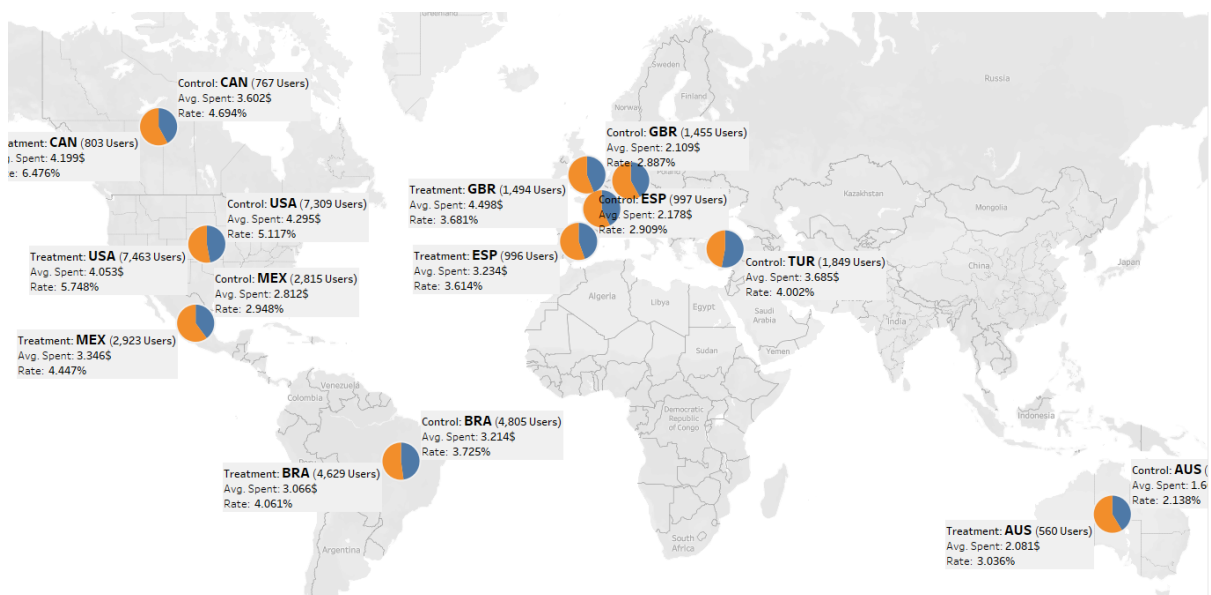 Greenland
Russia
Sweden
Finland
Norway
Control: CAN (767 Users)
Avg. Spent: 3.602$
Rate: 4.694%
eatment: CAN (803 Users)
g. Spent: 4.199$
e: 6.476%
Control: GBR (1,455 Users)
Avg. Spent: 2.109$
Rate: 2.887%
Poland
Treatment: GBR (1,494 Users)
Avg. Spent: 4.498$
Rate: 3.681%
Control: ESP (997 Users)
Avg. Spent: 2.178$
Rate: 2.909%
Kazakhstan
Mongolia
Control: USA (7,309 Users)
Avg. Spent: 4.295$
Rate: 5.117%
Treatment: USA (7,463 Users)
Avg. Spent: 4.053$
Rate: 5.748%
Treatment: ESP (996 Users)
Avg. Spent: 3.234$
Rate: 3.614%
Control: TUR (1,849 Users)
Avg. Spent: 3.685$
Rate: 4.002%
China
Japan
Control: MEX (2,815 Users)
Avg. Spent: 2.812$
Rate: 2.948%
Algeria
Libya
Egypt
Saudi
Arabia
India
Treatment: MEX (2,923 Users)
Avg. Spent: 3.346$
Rate: 4.447%
Sudan
Yemen
Venezuela
Colombia
Democratic
Republic
of Congo
Indonesia
Control: BRA (4,805 Users)
Avg. Spent: 3.214$
Rate: 3.725%
Treatment: BRA (4,629 Users)
Avg. Spent: 3.066$
Rate: 4.061%
Control: AUS (
Avg. Spent: 1.6
Rate: 2.138%
Treatment: AUS (560 Users)
Avg. Spent: 2.081$
Rate: 3.036%
Argentina
South
Africa